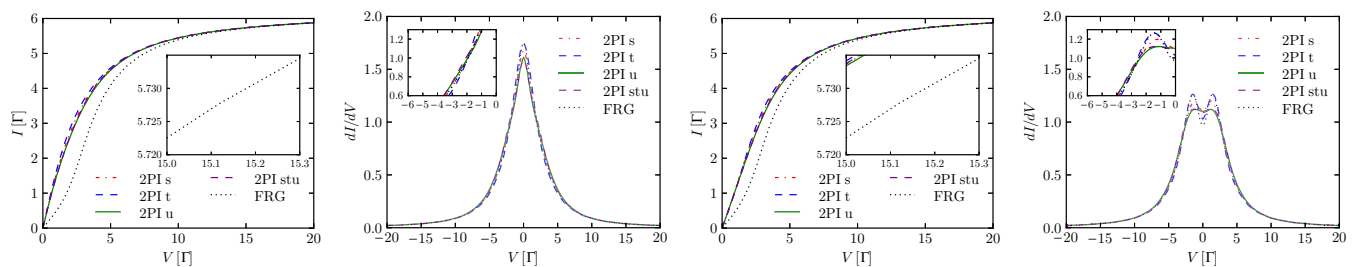 6
5
4
3
2
1
0
I [Γ]
5.730
5.725
5.720
15.0 15.1 15.2 15.3
2PI s
2PI t
2PI u
2PI stu
FRG
0 5 10 15 20
V [Γ]
2.0
1.5
1.0
0.5
0.0
dI/dV
1.2
1.0
0.8
0.6
−6 −5 −4 −3 −2 −1 0
2PI s
2PI t
2PI u
2PI stu
FRG
−20 −15 −10 −5 0 5 10 15 20
V [Γ]
6
5
4
3
2
1
0
I [Γ]
5.730
5.725
5.720
15.0 15.1 15.2 15.3
2PI s
2PI t
2PI u
2PI stu
FRG
0 5 10 15 20
V [Γ]
2.0
1.5
1.0
0.5
0.0
dI/dV
1.2
1.0
0.8
0.6
−6 −5 −4 −3 −2 −1 0
2PI s
2PI t
2PI u
2PI stu
FRG
−20 −15 −10 −5 0 5 10 15 20
V [Γ]